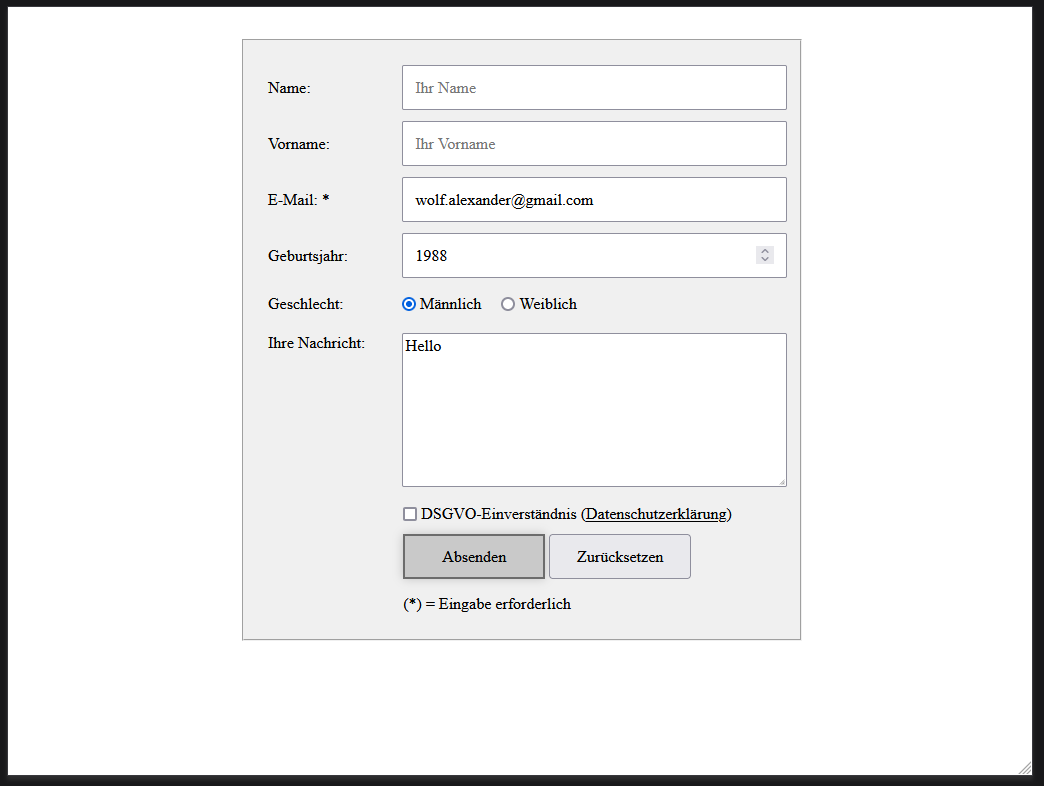 Name: Ihr Name
Vorname: Ihr Vorname
E-Mail: * wolf.alexander@gmail.com
Geburtsjahr: 1988
Geschlecht: Männlich Weiblich
Ihre Nachricht: Hello
DSGVO-Einverständnis (Datenschutzerklärung)
Absenden Zurücksetzen
(*) = Eingabe erforderlich